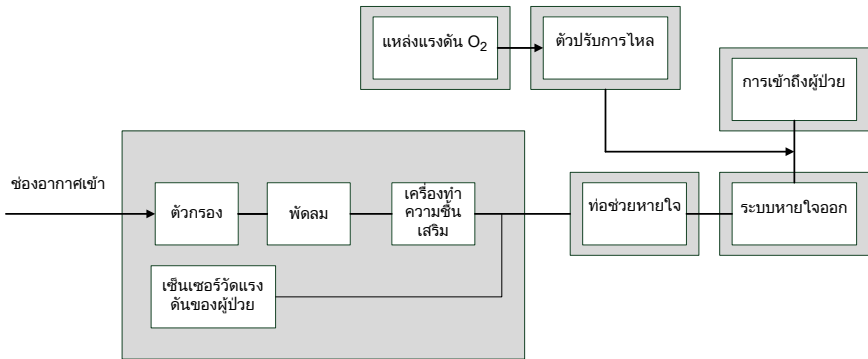 แหล่งแรงดัน O2
ตัวปรับการไหล
การเข้าถึงผู้ป่วย
ช่องอากาศเข้า
ตัวกรอง
พัดลม
เครื่องทำ
ความชื้น
เสริม
ท่อช่วยหายใจ
ระบบหายใจออก
เซ็นเซอร์วัดแรง
ดันของผู้ป่วย